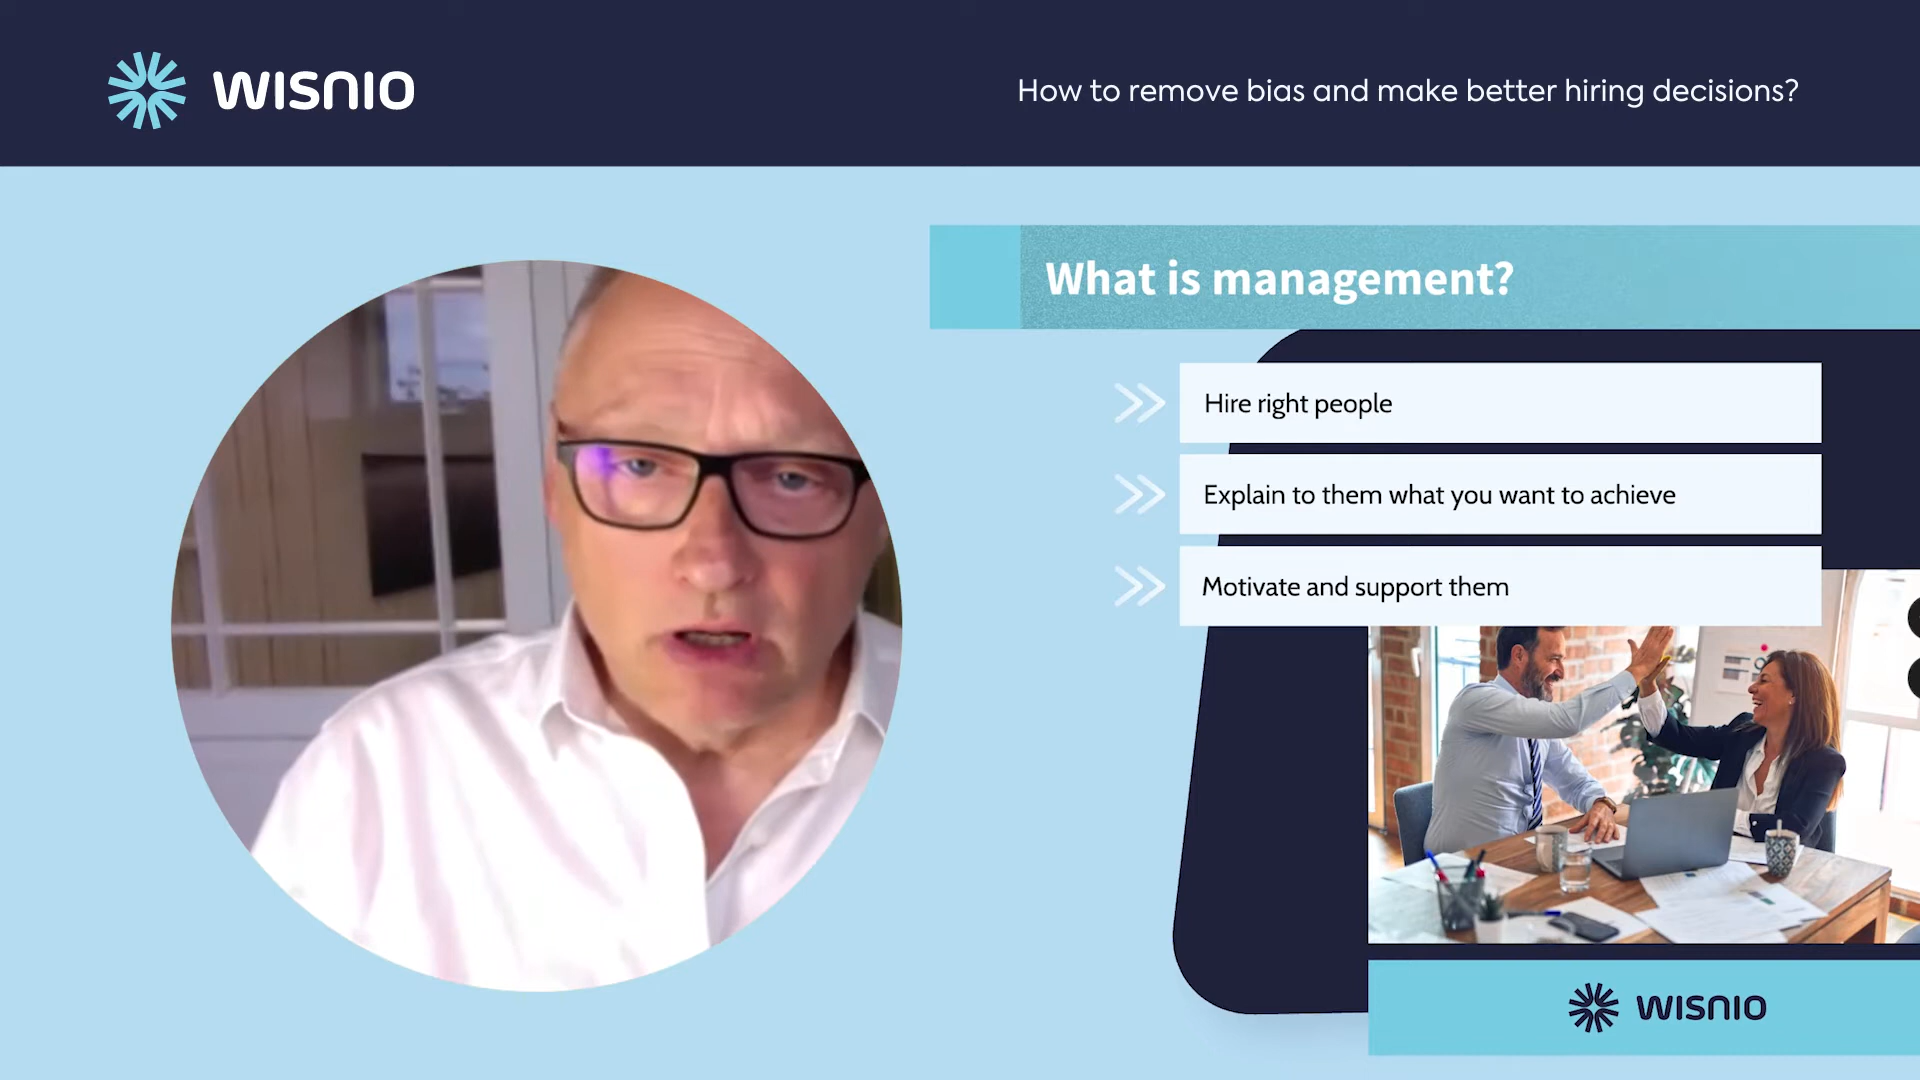 WISNIO
How to remove bias and make better hiring decisions?
What is management?
Hire right people
Explain to them what you want to achieve
Motivate and support them
WISNIO